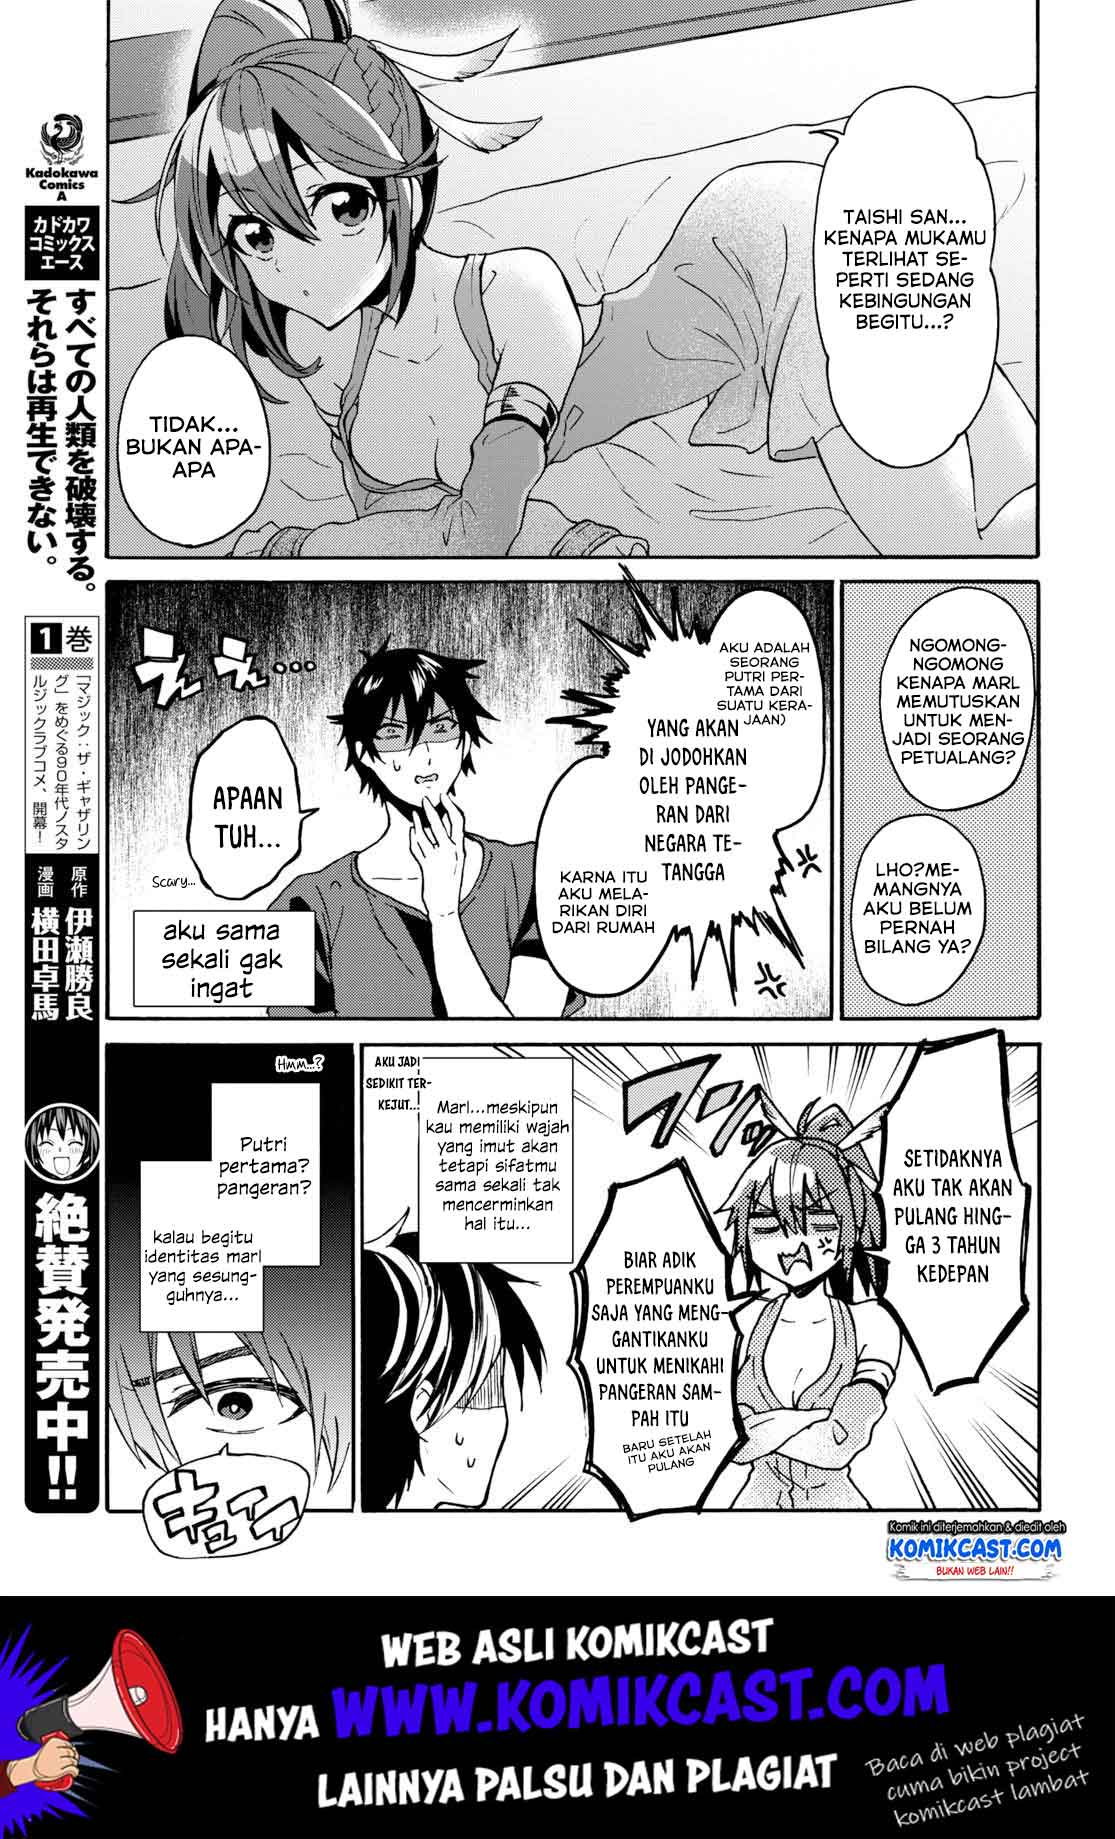 TAISHI SAN...
KENAPA MUKAMU
TERLIHAT SE-
PERTI SEDANG
KEBINGUNGAN
BEGITU...?
TIDAK...
BUKAN APA-
APA
NGOMONG-
NGOMONG
KENAPA MARL
MEMUTUSKAN
UNTUK MEN-
JADI SEORANG
PETUALANG?
LHO?ME-
MANGNYA
AKU BELUM
PERNAH
BILANG YA?
AKU ADALAH
SEORANG
PUTRI PER-
TAMA DARI
SUATU KERA-
JAAN)
YANG AKAN
DI JODOHKAN
OLEH PANGE-
RAN DARI
NEGARA TE-
TANGGA
KARNA ITU
AKU MELA-
RIKAN DIRI
DARI RUMAH
ええ...
APAAN
TUH...
Scary...
aku sama
sekali gak
ingat
SETIDAKNYA
AKU TAK AKAN
PULANG HING-
GA 3 TAHUN
KEDEPAN
プンッ
BIAR ADIK
PEREMPUANKU
SAJA YANG MENG-
GANTIKANKU
UNTUK MENIKAHI
PANGERAN SAM-
PAH ITU
BARU SETELAH
ITU AKU AKAN
PULANG
AKU JADI
SEDIKIT TER-
KEJUT...
Marl...meskipun
kau memiliki wajah
yang imut akan
tetapi sifatmu
sama sekali tak
mencerminkan
hal itu...
HMM...?
Putri
pertama?
pangeran?
kalau begitu
identitas marl
yang sesung-
guhnya...
キュイィ
Kadokawa
Comics
A
カドカワ
コミックス
エース
すべての人類を破壊する。
それらは再生できない。
1巻
「マジック：ザ・ギャザリン
グ」をめぐる90年代ノスタ
ルジックラブコメ、開幕！
原作 伊瀬勝良
漫画 横田卓馬
絶賛発売中!!
Komik ini diterjemahkan & diedit oleh
KOMIKCAST.COM
BUKAN WEB LAIN!!
WEB ASLI KOMIKCAST
HANYA WWW.KOMIKCAST.COM
LAINNYA PALSU DAN PLAGIAT
Baca di web plagiat
cuma bikin project
komikcast lambat